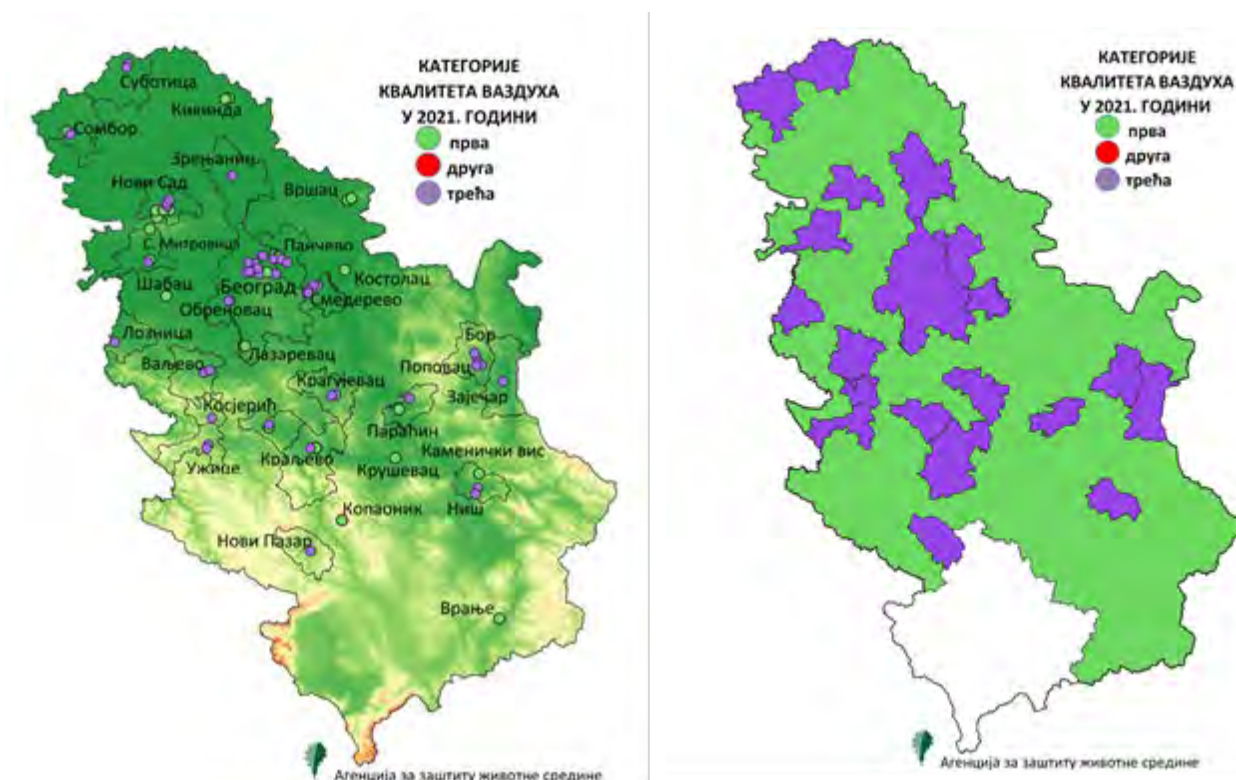 КАТЕГОРИЈЕ
КВАЛИТЕТА ВАЗДУХА
У 2021. ГОДИНИ
прва
друга
трећа
Суботица
Кикинда
Сомбор
Зрењанин
Нови Сад
Вршац
С. Митровица
Панчево
Шабац
Београд
Костолац
Обреновац
Смедерево
Лозница
Лазаревац
Бор
Ваљево
Поповац
Крагујевац
Зајечар
Косјерић
Параћин
Каменички вис
Ужице
Краљево
Крушевац
Ниш
Копаоник
Нови Пазар
Врање
Агенција за заштиту животне средине
КАТЕГОРИЈЕ
КВАЛИТЕТА ВАЗДУХА
У 2021. ГОДИНИ
прва
друга
трећа
Агенција за заштиту животне средине